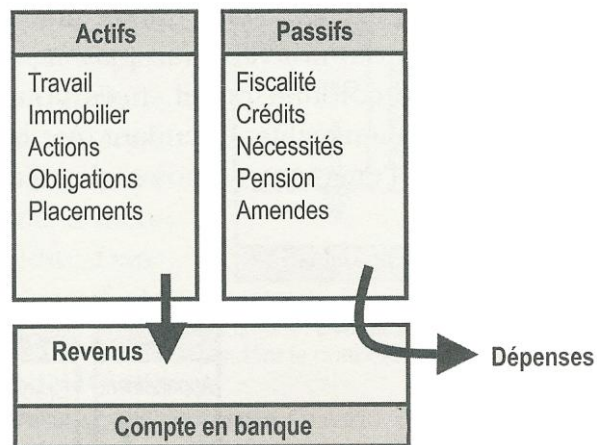 Actifs
Travail
Immobilier
Actions
Obligations
Placements
Passifs
Fiscalité
Crédits
Nécessités
Pension
Amendes
Revenus
Dépenses
Compte en banque